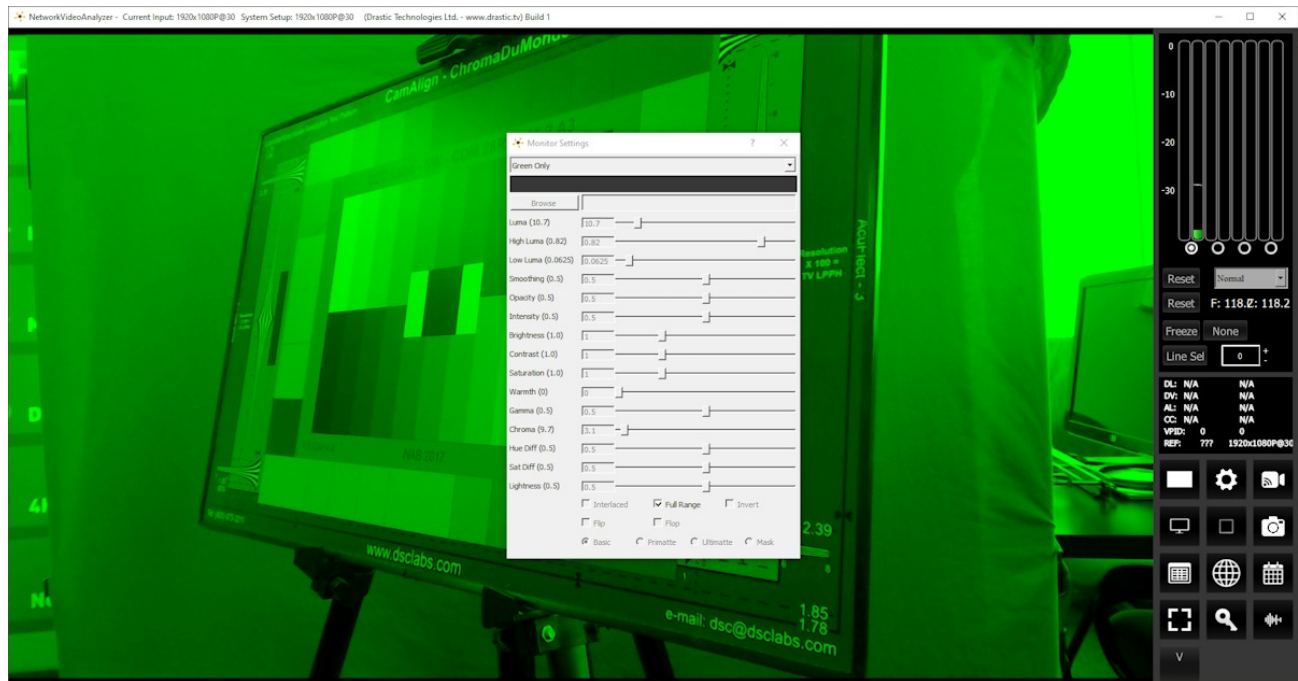 NetworkVideoAnalyzer - Current Input: 1920x1080P@30 System Setup: 1920x1080P@30 (Drastic Technologies Ltd. - www.drastic.tv) Build 1
CamAlign - ChromaDuMonde
Monitor Settings ?
Green Only
Browse
Luma (10.7) 10.7
High Luma (0.82) 0.82
Low Luma (0.0625) 0.0625
Smoothing (0.5) 0.5
Opacity (0.5) 0.5
Intensity (0.5) 0.5
Brightness (1.0) 1
Contrast (1.0) 1
Saturation (1.0) 1
Warmth (0) 0
Gamma (0.5) 0.5
Chroma (9.7) 3.1
Hue Diff (0.5) 0.5
Sat Diff (0.5) 0.5
Lightness (0.5) 0.5
Interlaced Full Range Invert
Flip Flop
Basic Primatte Ultimatte Mask
Resolution
X 100 =
TV LPPH
NAB 2017
2.39
8
1
1.85
1.78
www.dsclabs.com
e-mail: dsc@dsclabs.com
D
0
-10
-20
-30
Reset Normal
Reset F: 118.2 Z: 118.2
Freeze None
Line Sel 0 + -
DL: N/A N/A
DV: N/A N/A
AL: N/A N/A
CC: N/A N/A
VPID: 0 0
REF: ??? 1920x1080P@30
V